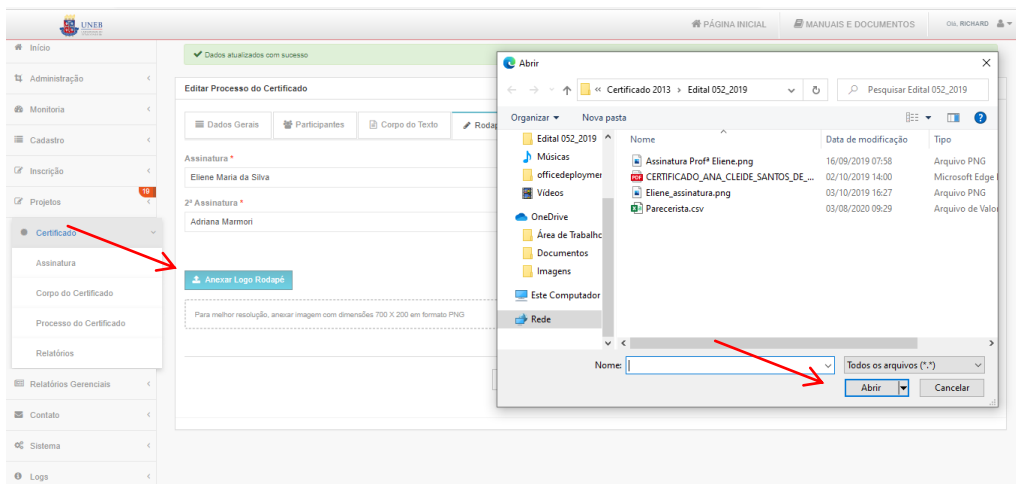 UNEB
PÁGINA INICIAL
MANUAIS E DOCUMENTOS
Olá, RICHARD
Início
Administração
Monitoria
Cadastro
Inscrição
Projetos
19
Certificado
Assinatura
Corpo do Certificado
Processo do Certificado
Relatórios
Relatórios Gerenciais
Contato
Sistema
Logs
Dados atualizados com sucesso
Editar Processo do Certificado
Dados Gerais
Participantes
Corpo do Texto
Rodap
Assinatura *
Eliene Maria da Silva
2ª Assinatura *
Adriana Marmori
Anexar Logo Rodapé
Para melhor resolução, anexar imagem com dimensões 700 X 200 em formato PNG
Abrir
« Certificado 2013 › Edital 052_2019
Pesquisar Edital 052_2019
Organizar
Nova pasta
Edital 052_2019
Músicas
officedeploymer
Vídeos
OneDrive
Área de Trabalho
Documentos
Imagens
Este Computador
Rede
Nome
Data de modificação
Tipo
Assinatura Profª Eliene.png
16/09/2019 07:58
Arquivo PNG
CERTIFICADO_ANA_CLEIDE_SANTOS_DE_...
02/10/2019 14:00
Microsoft Edge
Eliene_assinatura.png
03/10/2019 16:27
Arquivo PNG
Parecerista.csv
03/08/2020 09:29
Arquivo de Valo
Nome:
Todos os arquivos (*.*)
Abrir
Cancelar